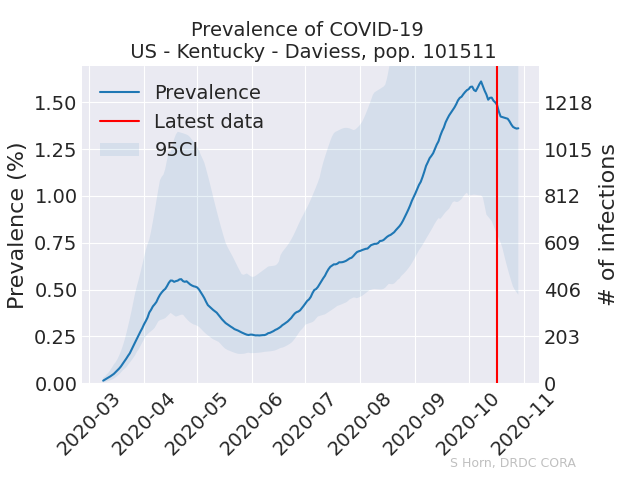 Prevalence of COVID-19
US - Kentucky - Daviess, pop. 101511
Prevalence
Latest data
95CI
Prevalence (%)
1.50
1.25
1.00
0.75
0.50
0.25
0.00
1218
1015
812
609
406
203
0
# of infections
2020-03
2020-04
2020-05
2020-06
2020-07
2020-08
2020-09
2020-10
2020-11
S Horn, DRDC CORA